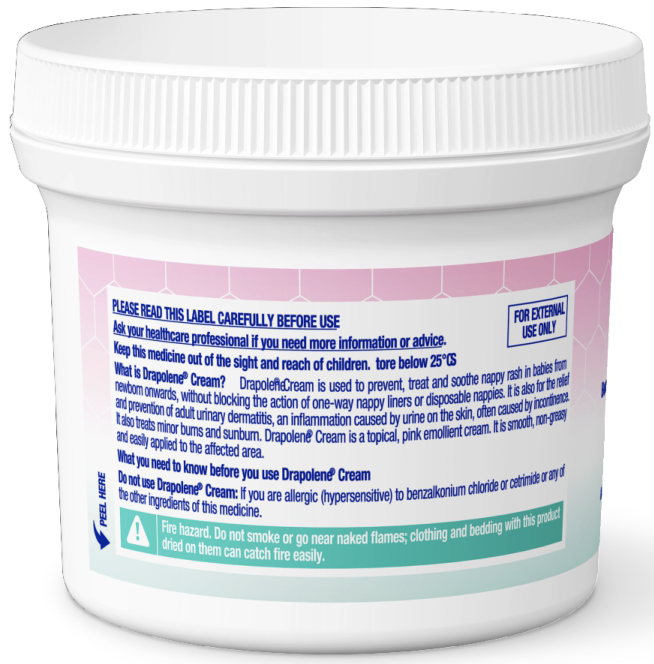 PLEASE READ THIS LABEL CAREFULLY BEFORE USE
FOR EXTERNAL
USE ONLY
Ask your healthcare professional if you need more information or advice.
Keep this medicine out of the sight and reach of children. tore below 25°CS
What is Drapolene® Cream? Drapolene®Cream is used to prevent, treat and soothe nappy rash in babies from
newborn onwards, without blocking the action of one-way nappy liners or disposable nappies. It is also for the relief
and prevention of adult urinary dermatitis, an inflammation caused by urine on the skin, often caused by incontinence.
It also treats minor burns and sunburn. Drapolene® Cream is a topical, pink emollient cream. It is smooth, non-greasy
and easily applied to the affected area.
What you need to know before you use Drapolene® Cream
Do not use Drapolene® Cream: If you are allergic (hypersensitive) to benzalkonium chloride or cetrimide or any of
the other ingredients of this medicine.
PEEL HERE
Fire hazard. Do not smoke or go near naked flames; clothing and bedding with this product
dried on them can catch fire easily.